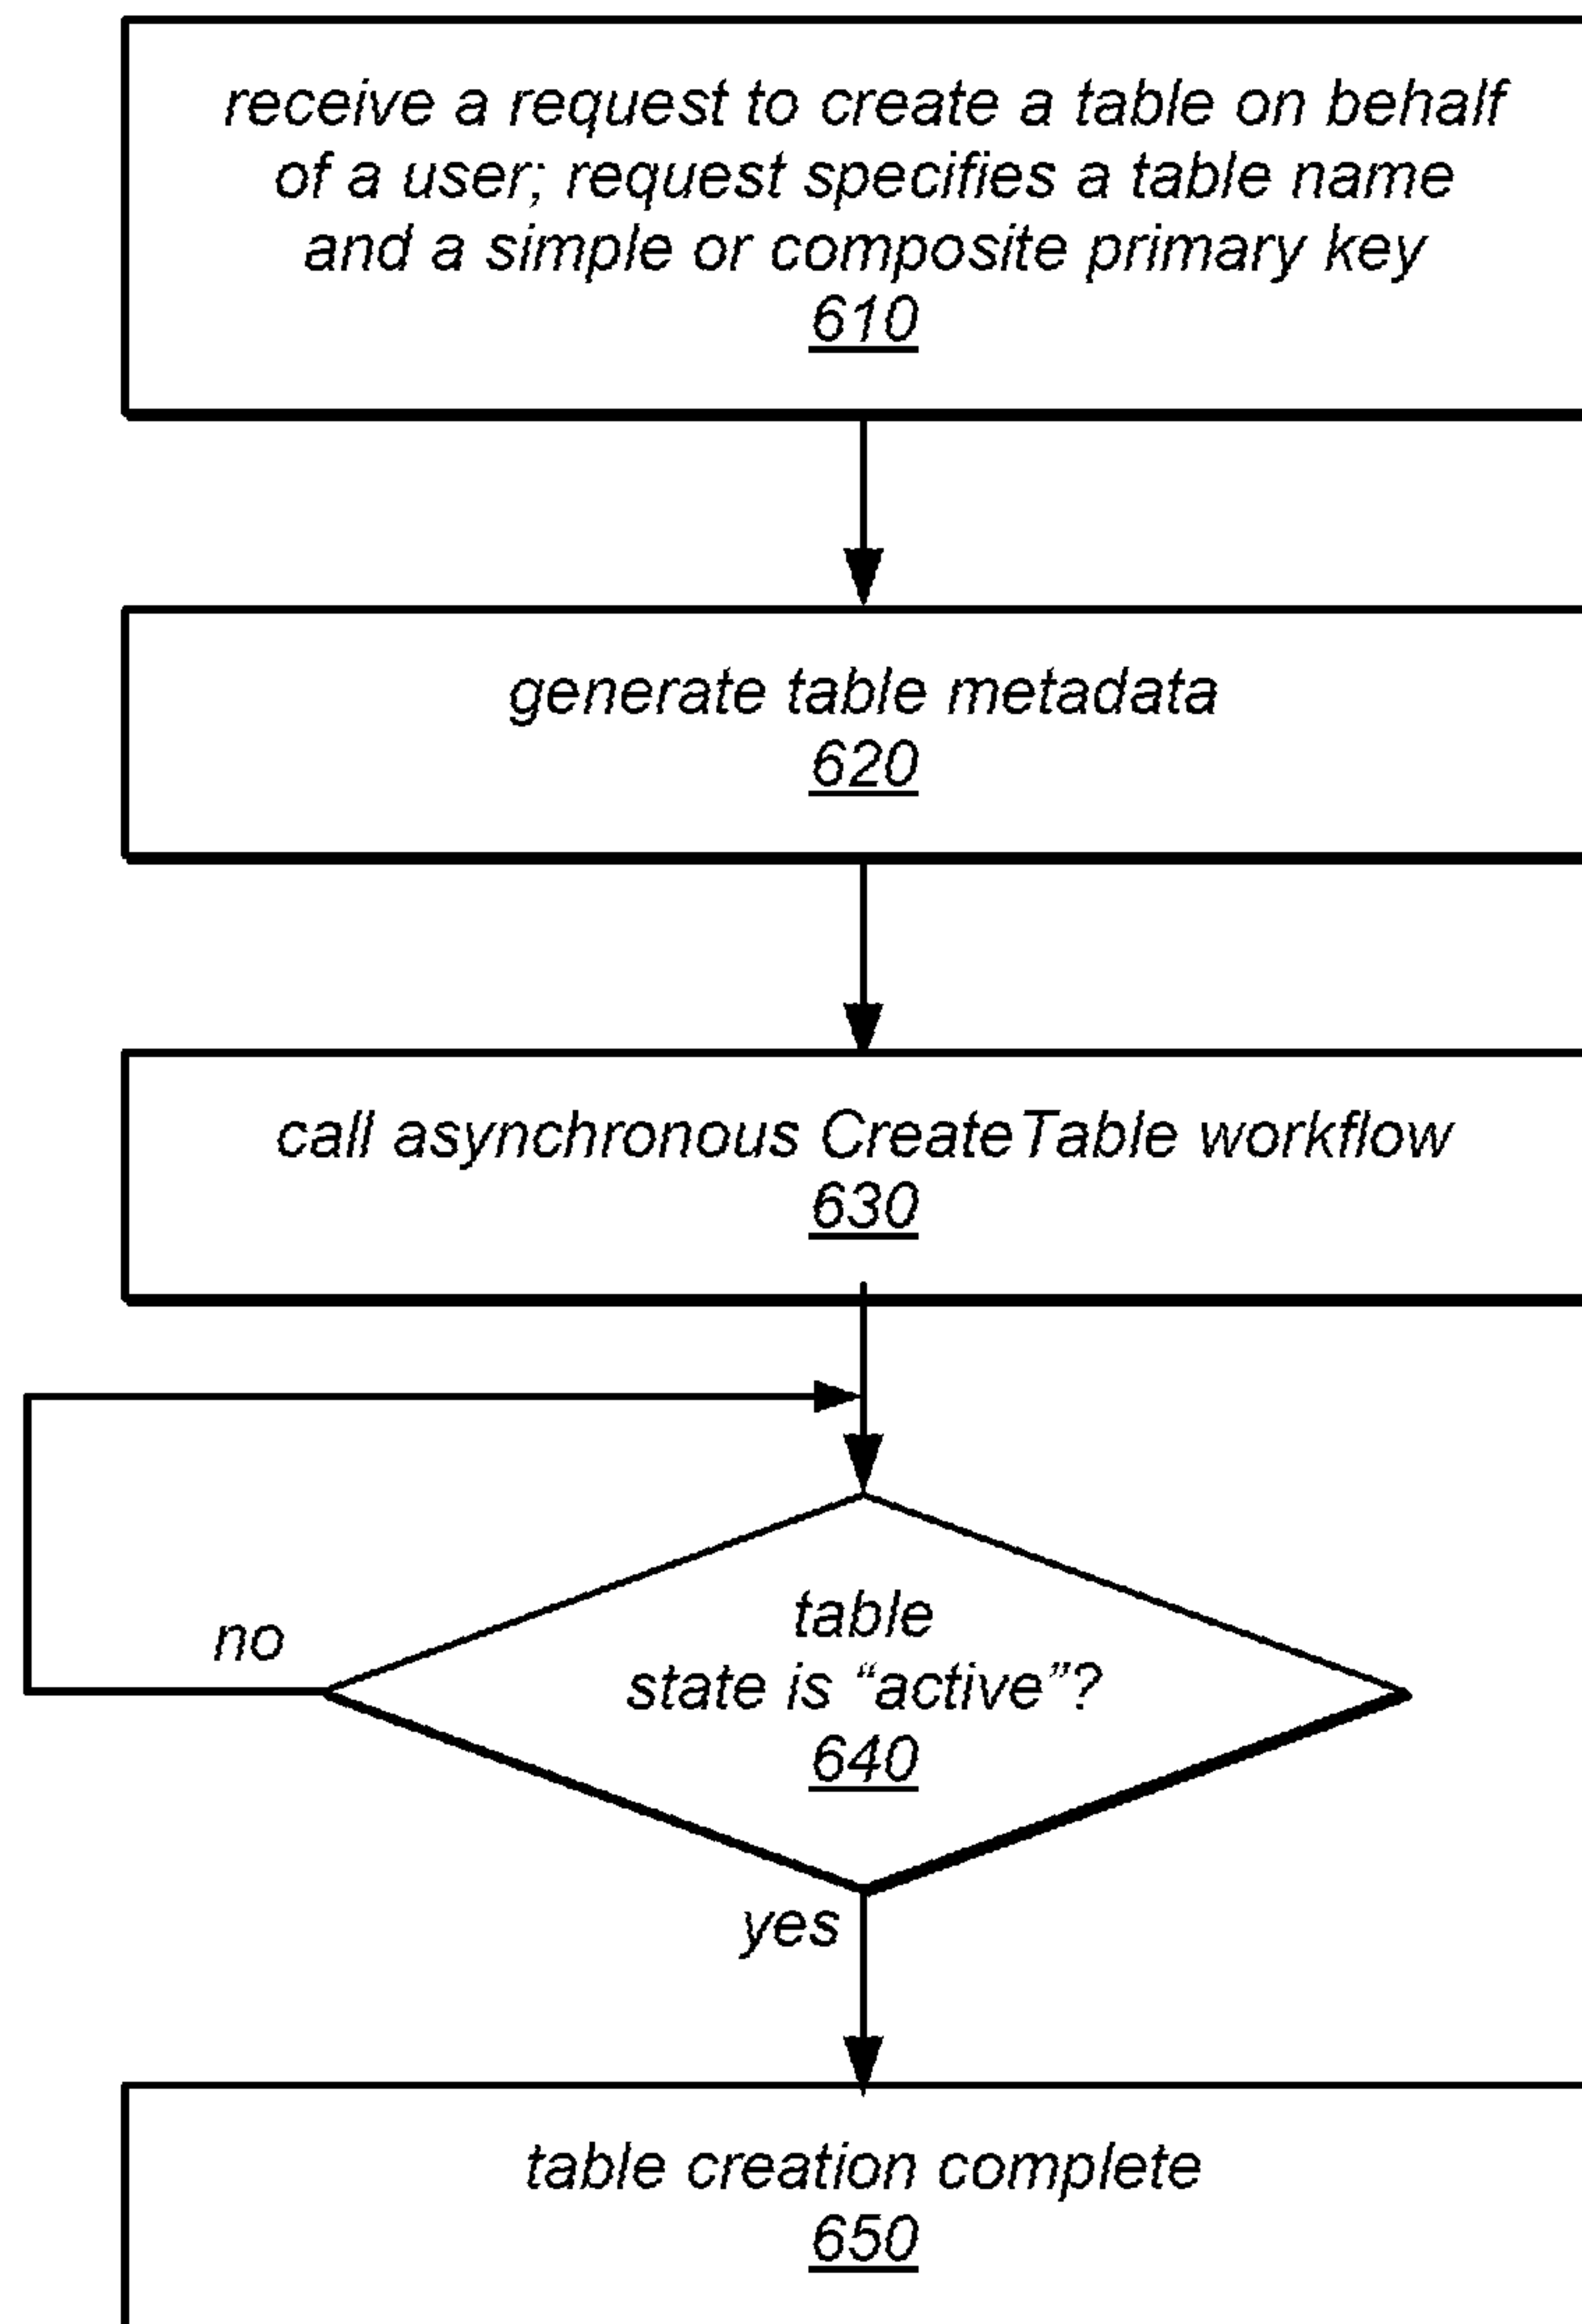 receive a request to create a table on behalf
of a user; request specifies a table name
and a simple or composite primary key
610
generate table metadata
620
call asynchronous CreateTable workflow
630
no
table
state is “active”?
640
yes
table creation complete
650